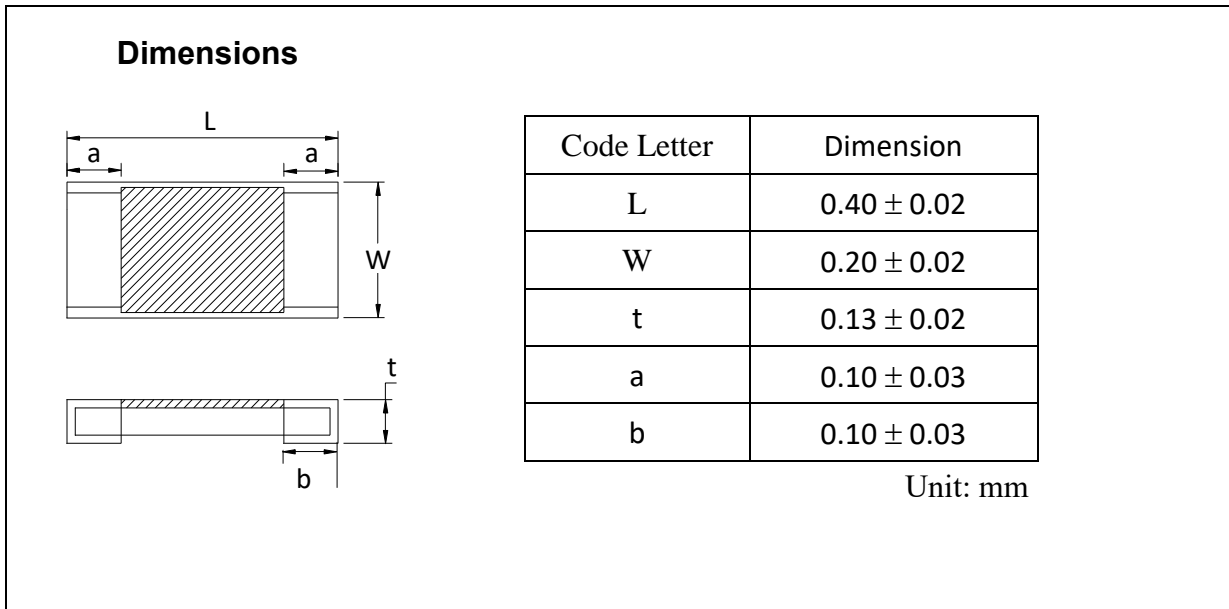 Dimensions
L
a a
W
t
b
Code Letter Dimension
L 0.40 ± 0.02
W 0.20 ± 0.02
t 0.13 ± 0.02
a 0.10 ± 0.03
b 0.10 ± 0.03
Unit: mm